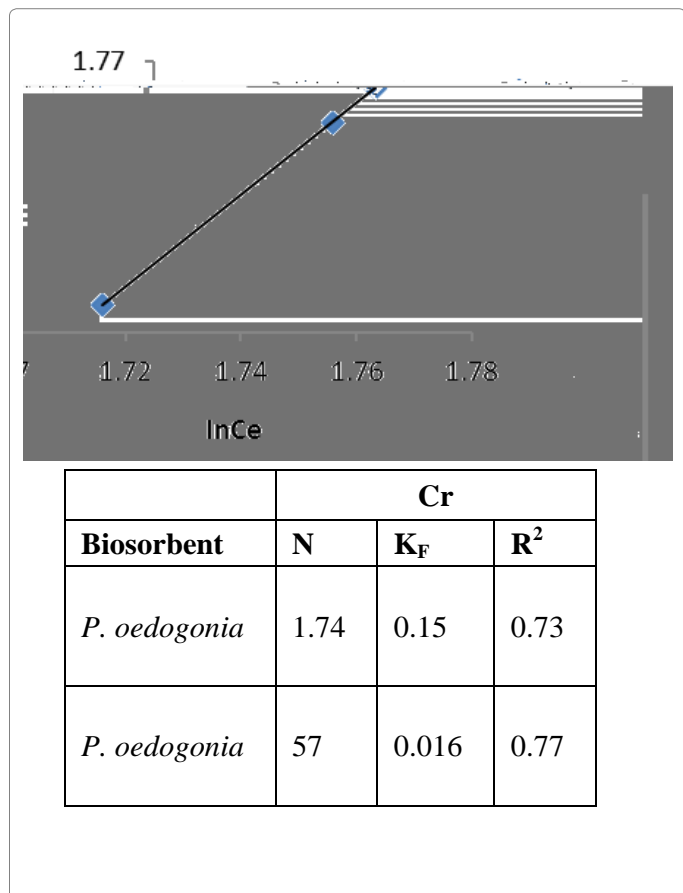 1.77
1.72 1.74 1.76 1.78
lnCe
Cr
Biosorbent N K_F R²
P. oedogonia 1.74 0.15 0.73
P. oedogonia 57 0.016 0.77